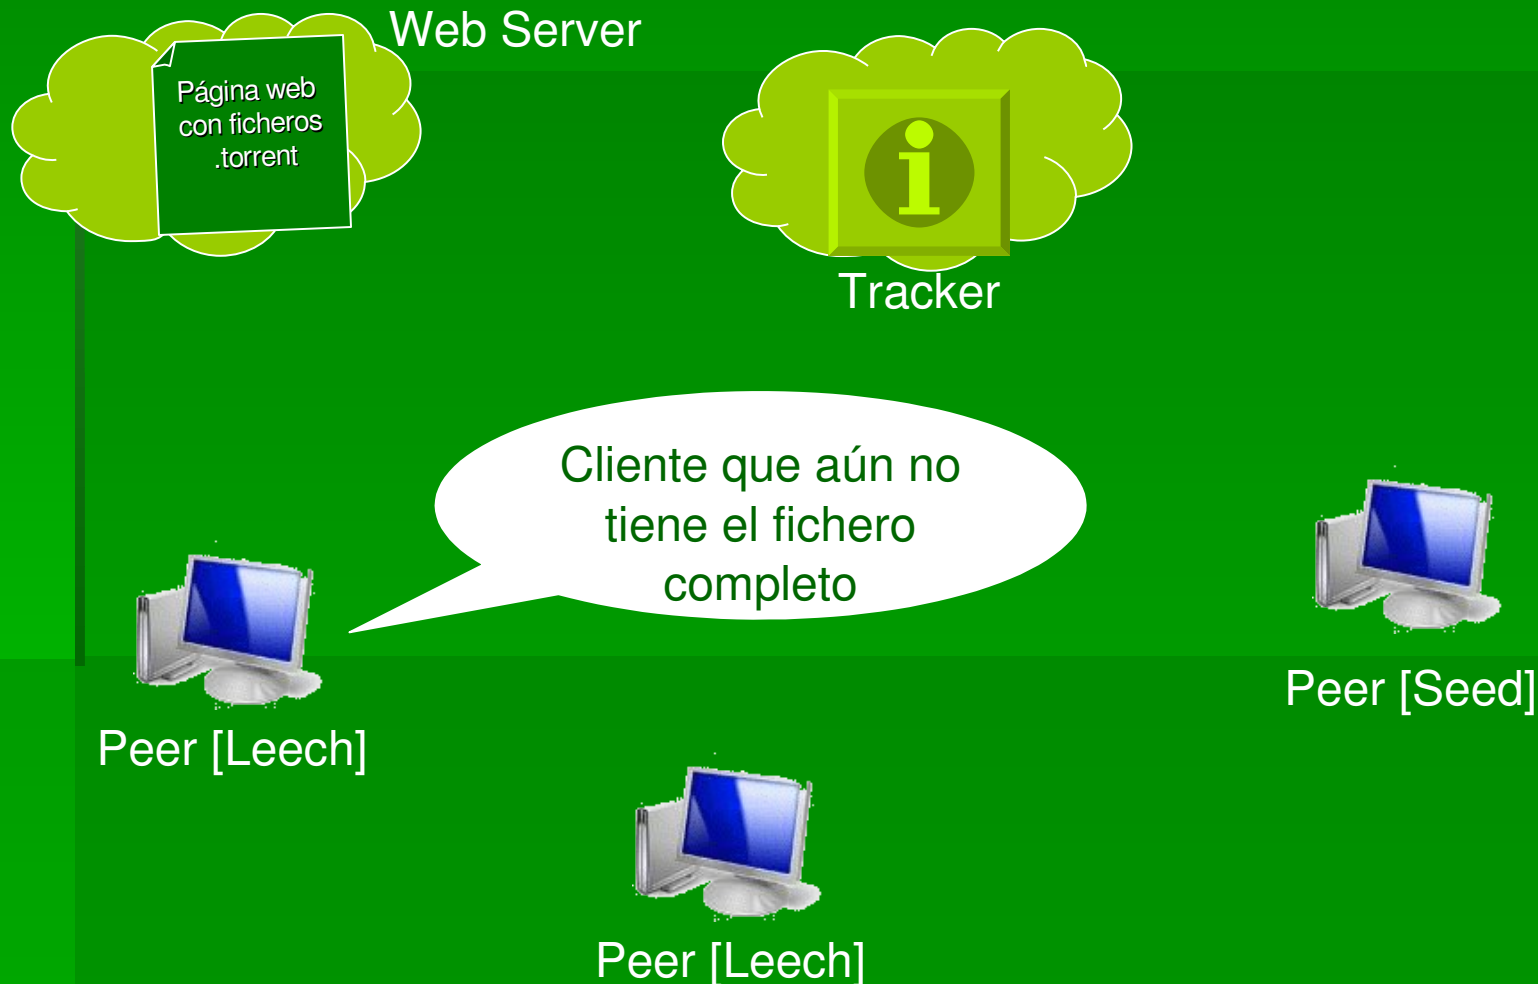 Web Server
Página web
con ficheros
.torrent
Tracker
Cliente que aún no
tiene el fichero
completo
Peer [Seed]
Peer [Leech]
Peer [Leech]